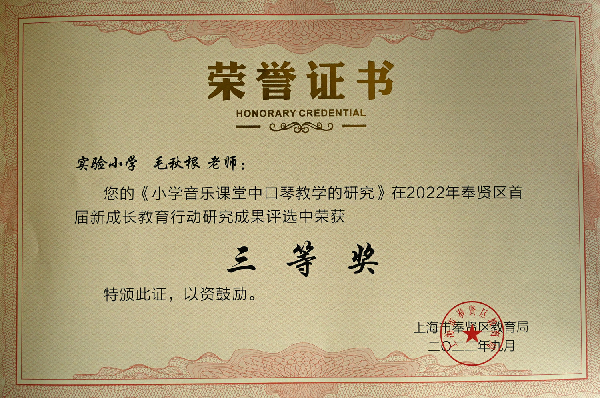 荣誉证书
HONORARY CREDENTIAL
实验小学 毛秋根 老师：
您的《小学音乐课堂中口琴教学的研究》在2022年奉贤区首
届新成长教育行动研究成果评选中荣获
三等奖
特颁此证，以资鼓励。
上海市奉贤区教育局
二〇二二年九月